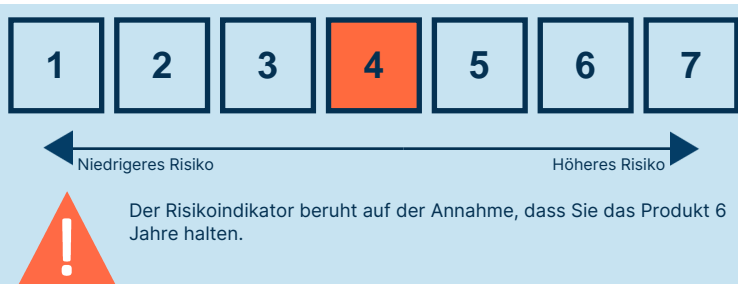 1 2 3 4 5 6 7
Niedrigeres Risiko Höheres Risiko
Der Risikoindikator beruht auf der Annahme, dass Sie das Produkt 6
Jahre halten.
!